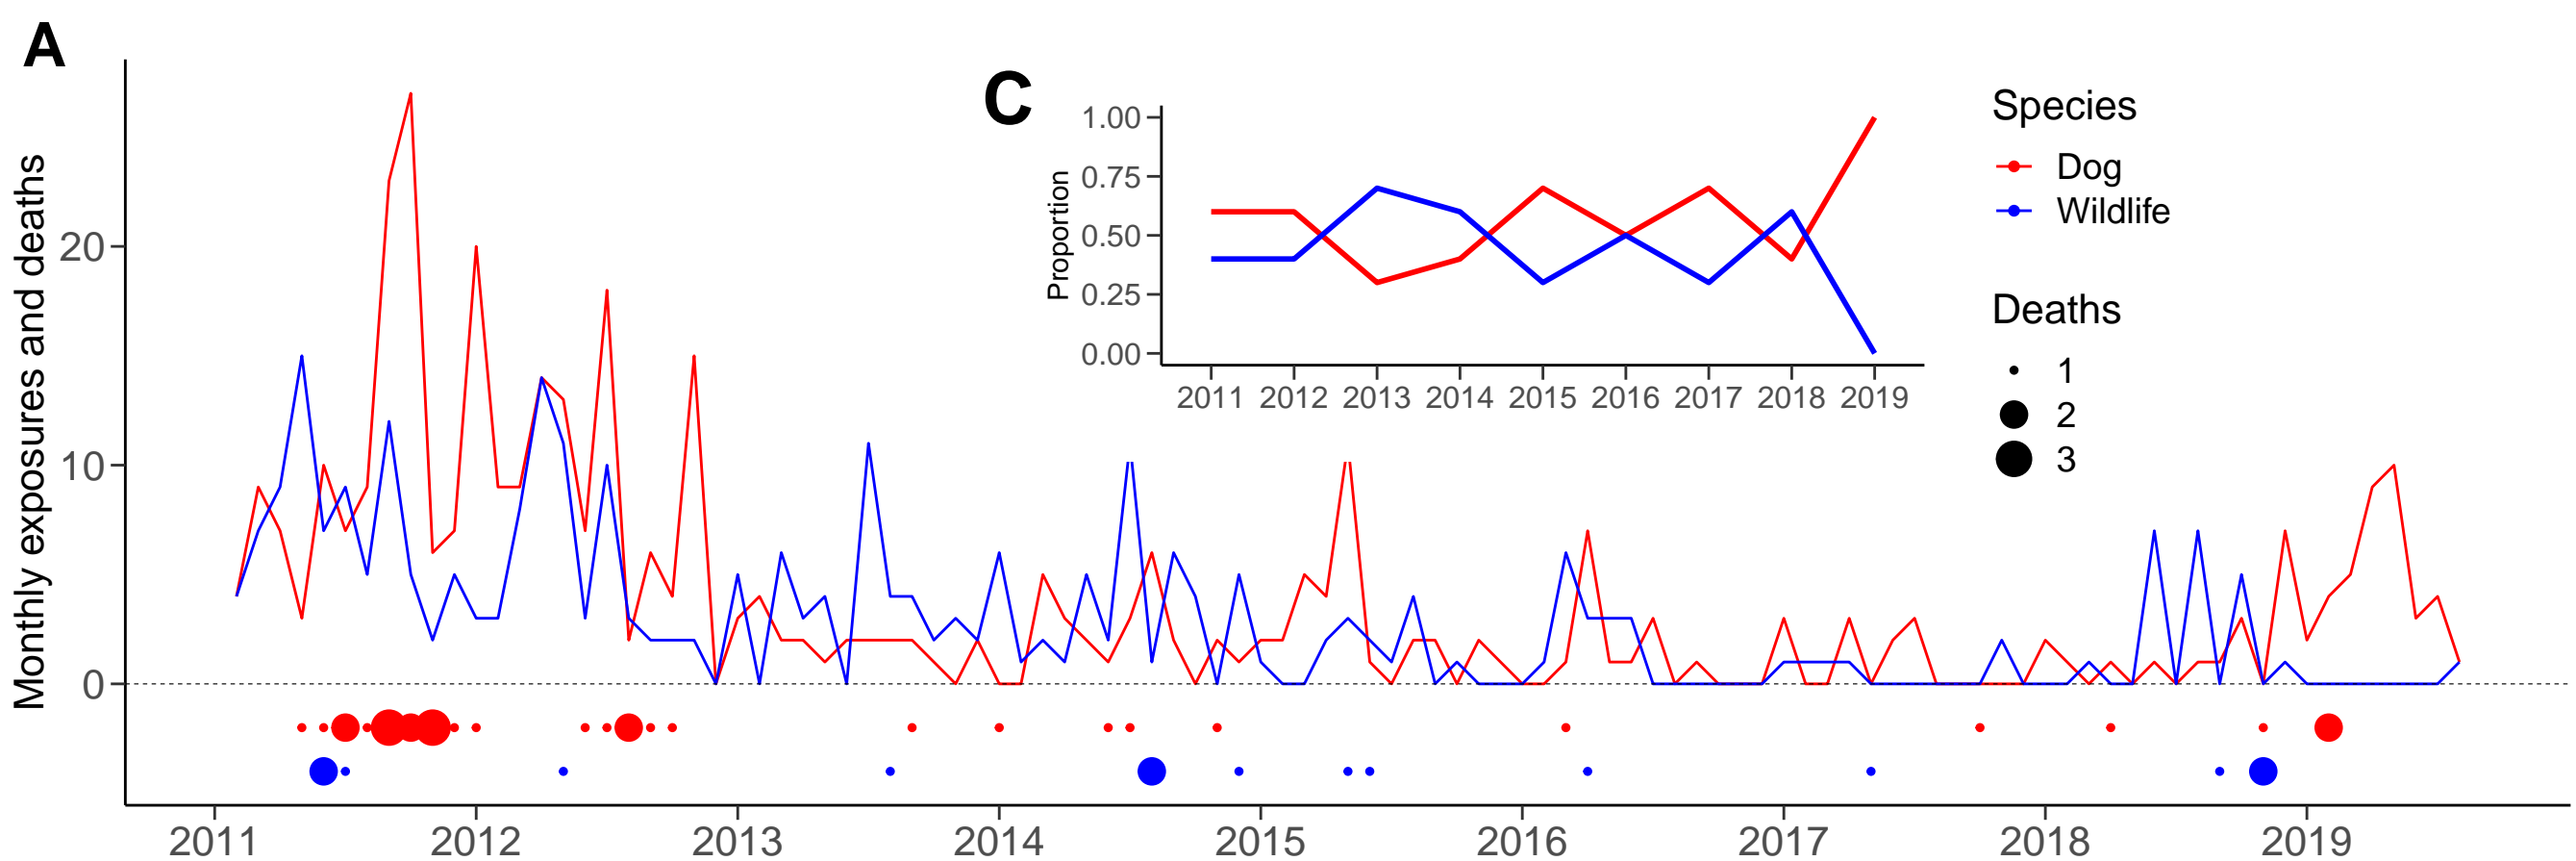 A
Monthly exposures and deaths
20
10
0
2011 2012 2013 2014 2015 2016 2017 2018 2019
C
Proportion
1.00
0.75
0.50
0.25
0.00
2011 2012 2013 2014 2015 2016 2017 2018 2019
Species
Dog
Wildlife
Deaths
1
2
3